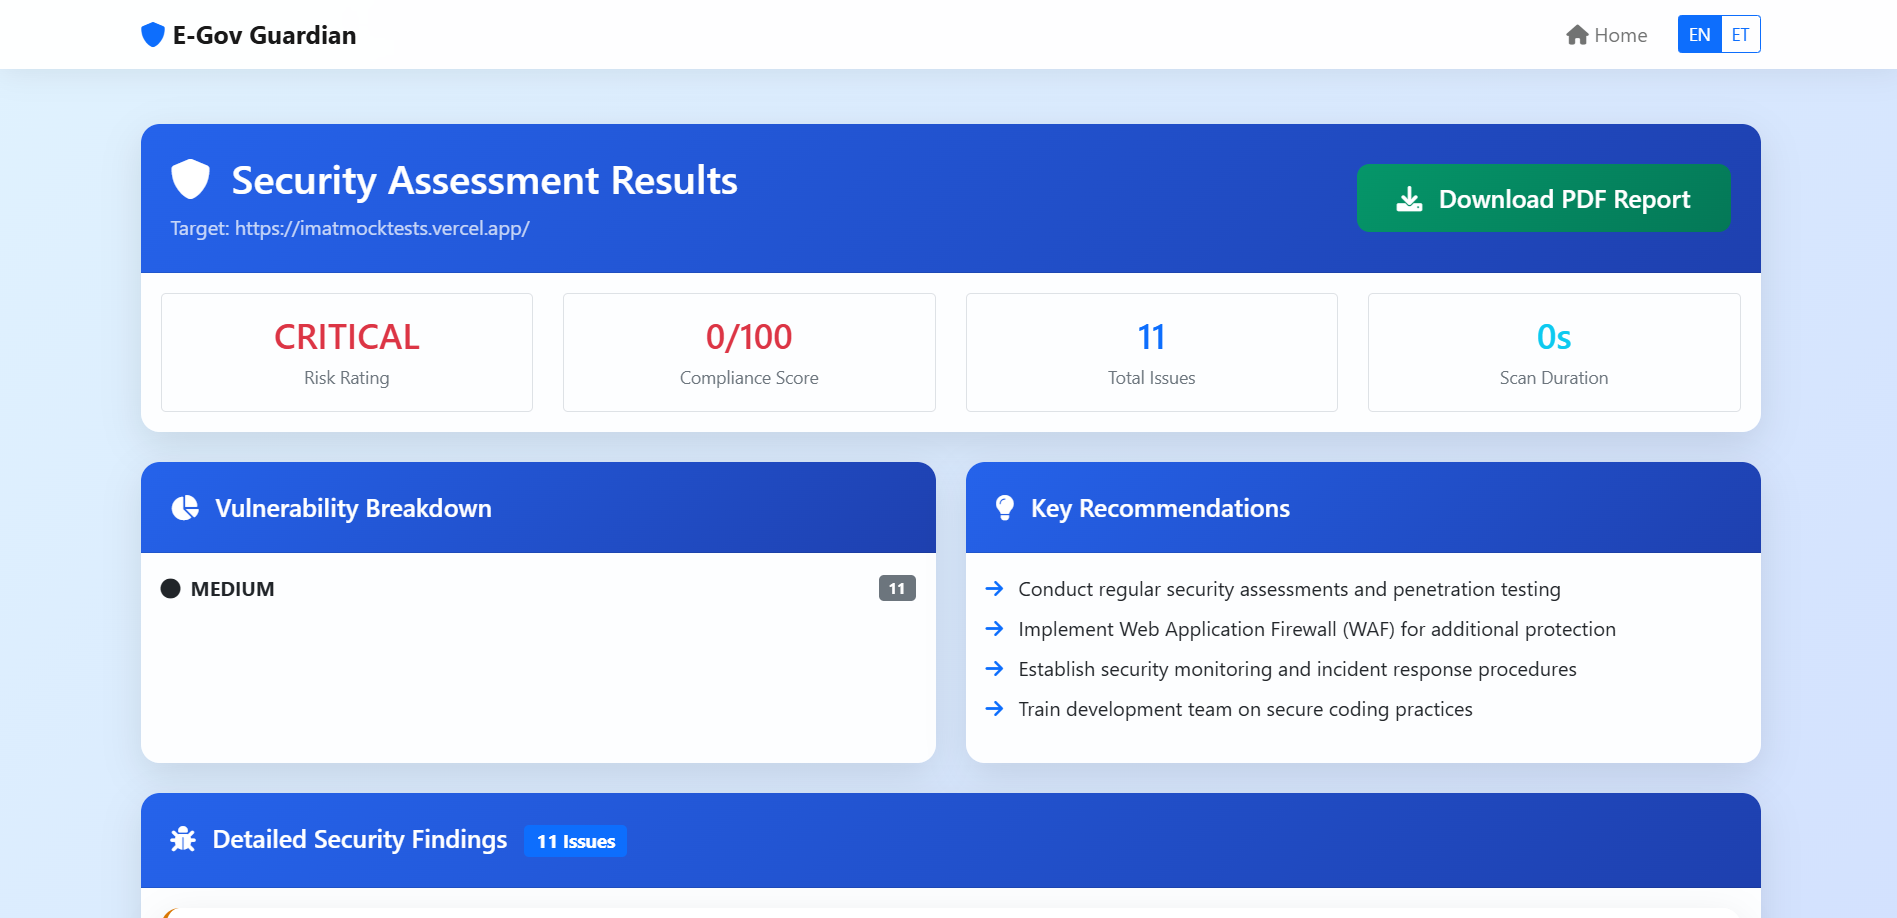 E-Gov Guardian
Home
EN ET
Security Assessment Results
Target: https://imatmocktests.vercel.app/
Download PDF Report
CRITICAL
Risk Rating
0/100
Compliance Score
11
Total Issues
0s
Scan Duration
Vulnerability Breakdown
MEDIUM 11
Key Recommendations
Conduct regular security assessments and penetration testing
Implement Web Application Firewall (WAF) for additional protection
Establish security monitoring and incident response procedures
Train development team on secure coding practices
Detailed Security Findings 11 Issues